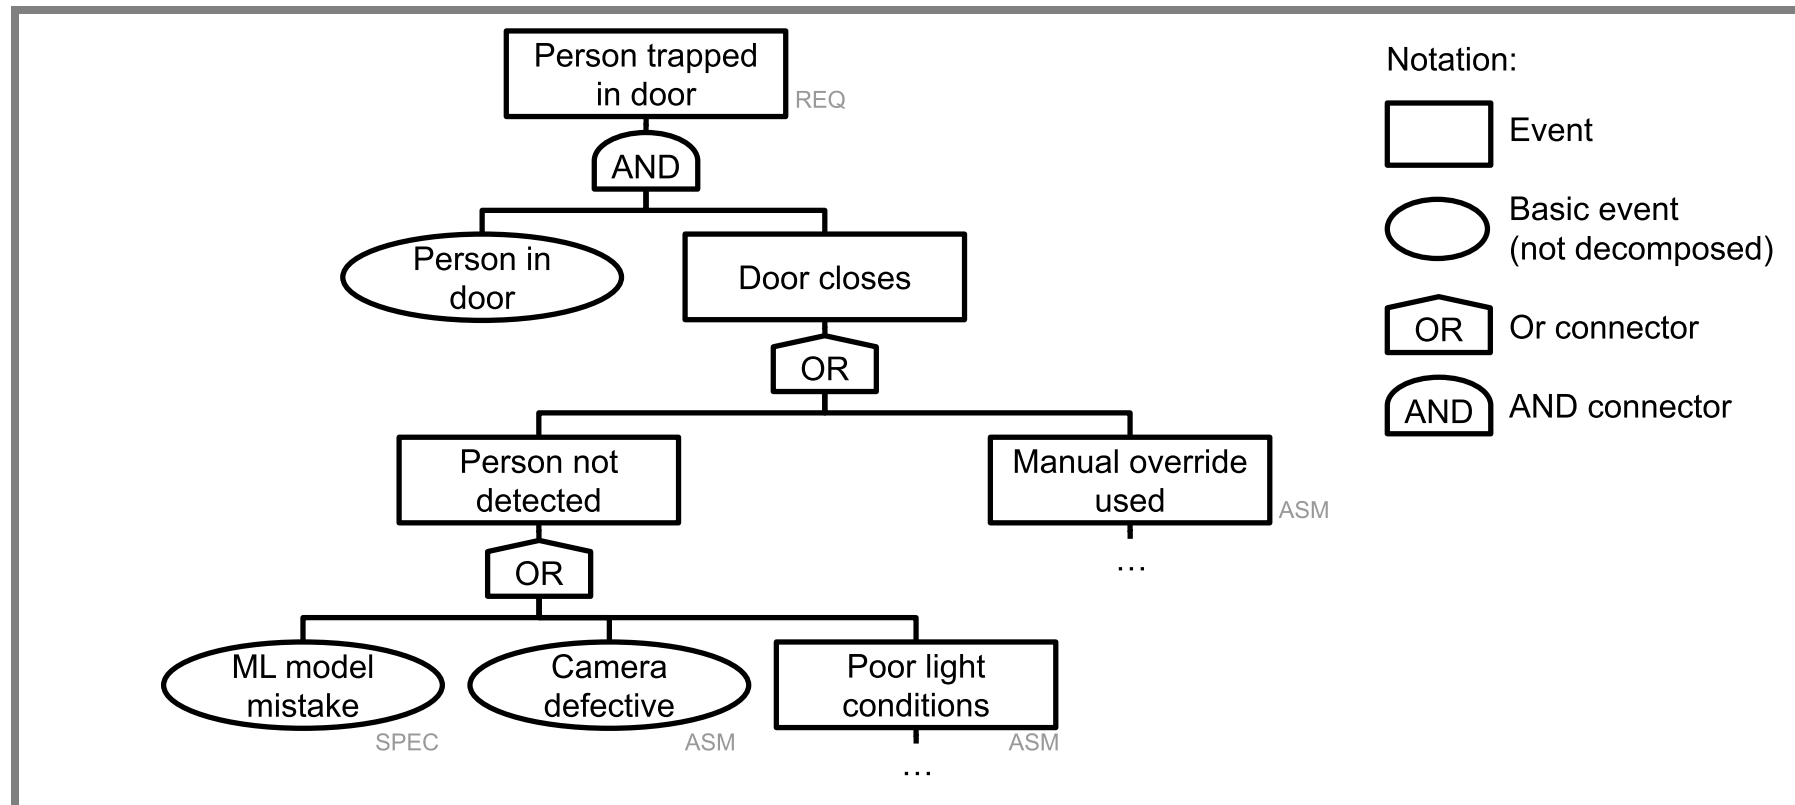 Person trapped
in door
REQ
AND
Person in
door
Door closes
OR
Person not
detected
Manual override
used
ASM
...
OR
ML model
mistake
SPEC
Camera
defective
ASM
Poor light
conditions
ASM
...
Notation:
Event
Basic event
(not decomposed)
OR
Or connector
AND
AND connector